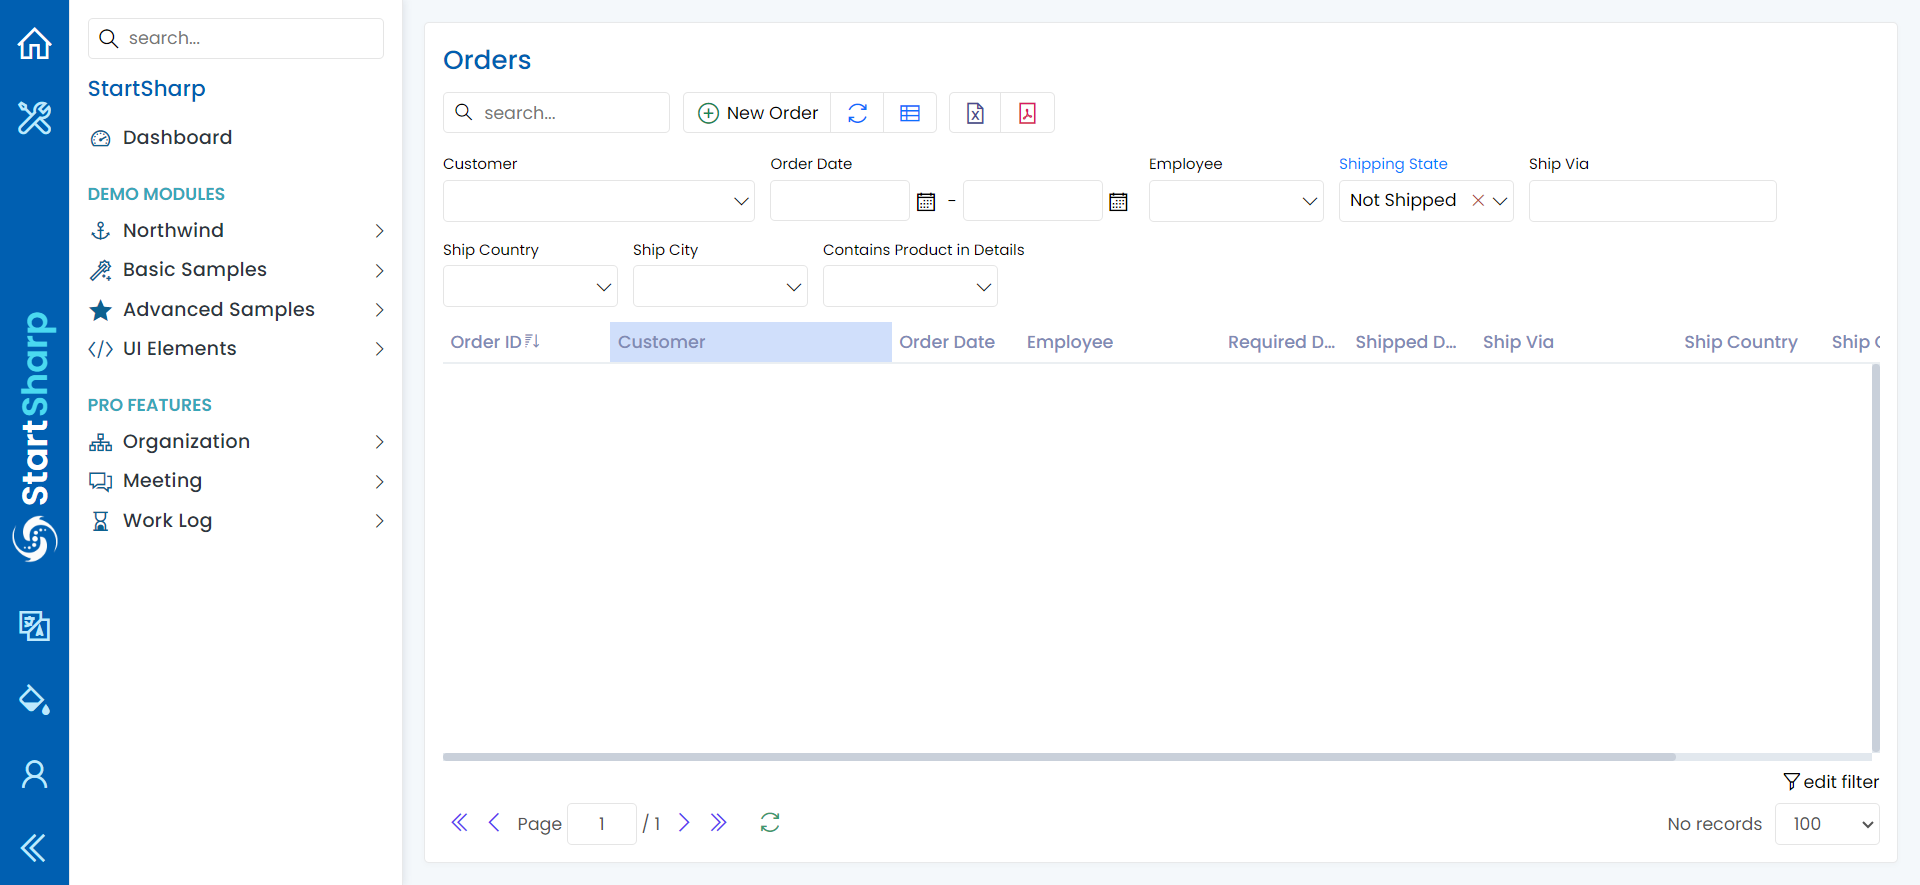 search...
StartSharp
Dashboard
DEMO MODULES
Northwind
Basic Samples
Advanced Samples
UI Elements
PRO FEATURES
Organization
Meeting
Work Log
StartSharp
Orders
search...
New Order
Customer
Order Date
Employee
Shipping State
Ship Via
-
Not Shipped
Ship Country
Ship City
Contains Product in Details
Order ID Customer Order Date Employee Required D... Shipped D... Ship Via Ship Country Ship
edit filter
Page 1 / 1
No records 100